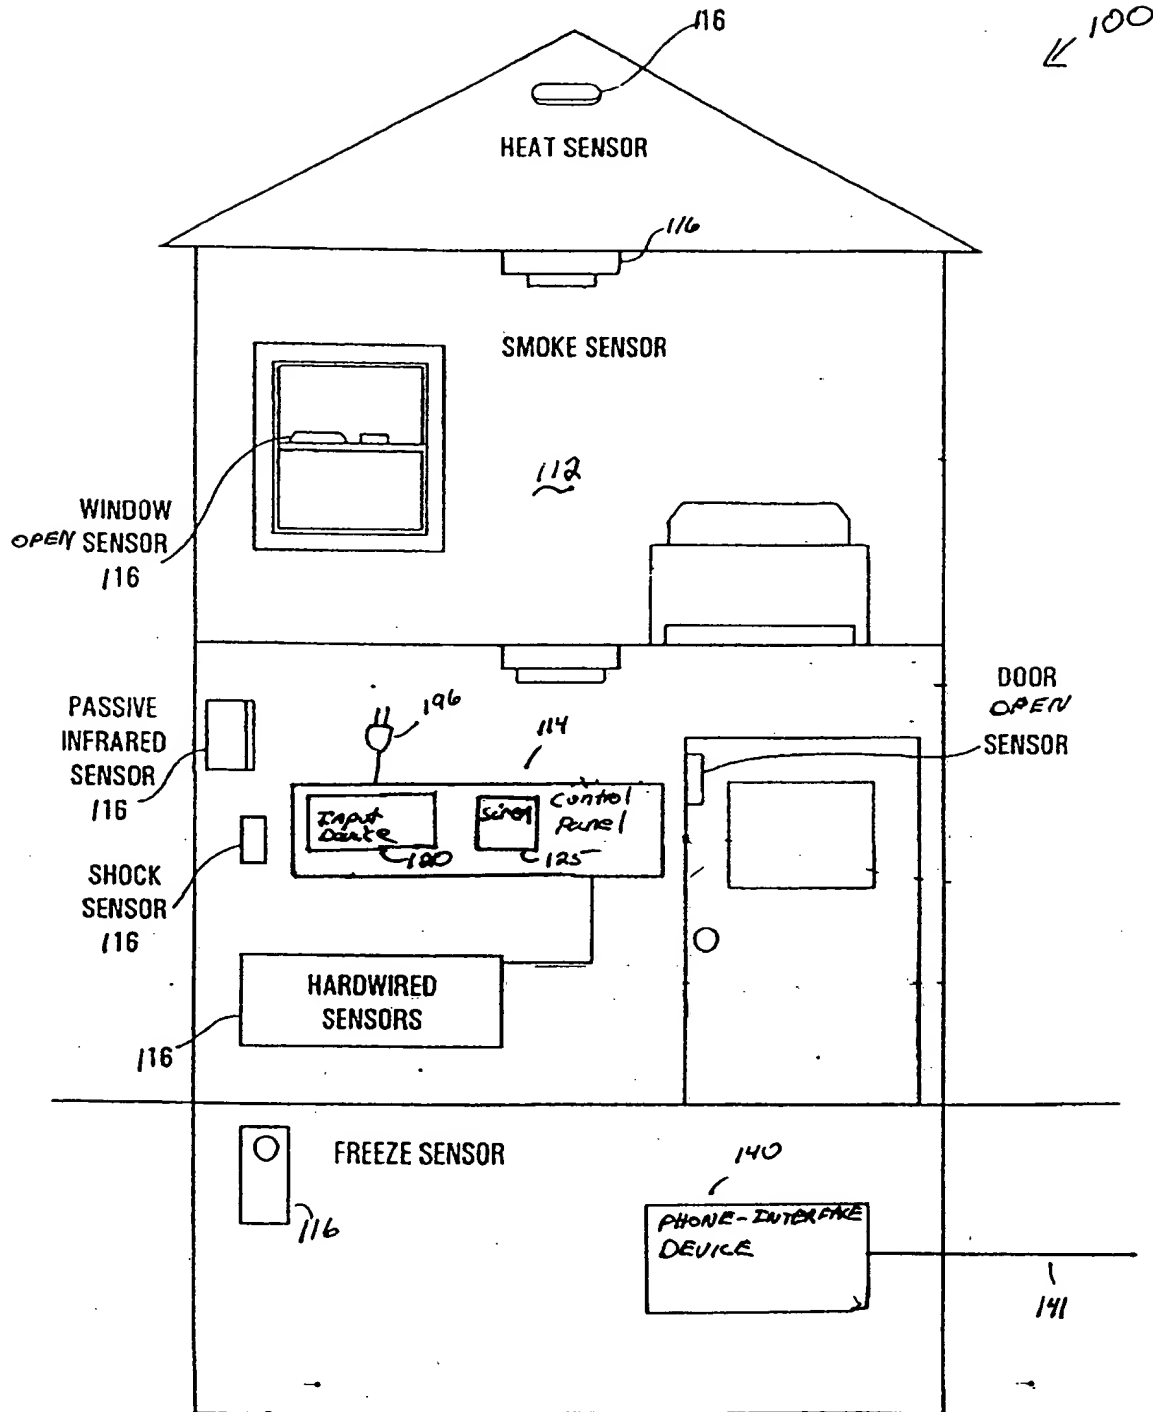 116
100
HEAT SENSOR
116
SMOKE SENSOR
112
WINDOW
OPEN SENSOR
116
PASSIVE
INFRARED
SENSOR
116
196
114
DOOR
OPEN
SENSOR
Input
Device
120
Siren
125
Control
Panel
SHOCK
SENSOR
116
HARDWIRED
SENSORS
116
FREEZE SENSOR
116
140
PHONE-INTERFACE
DEVICE
141